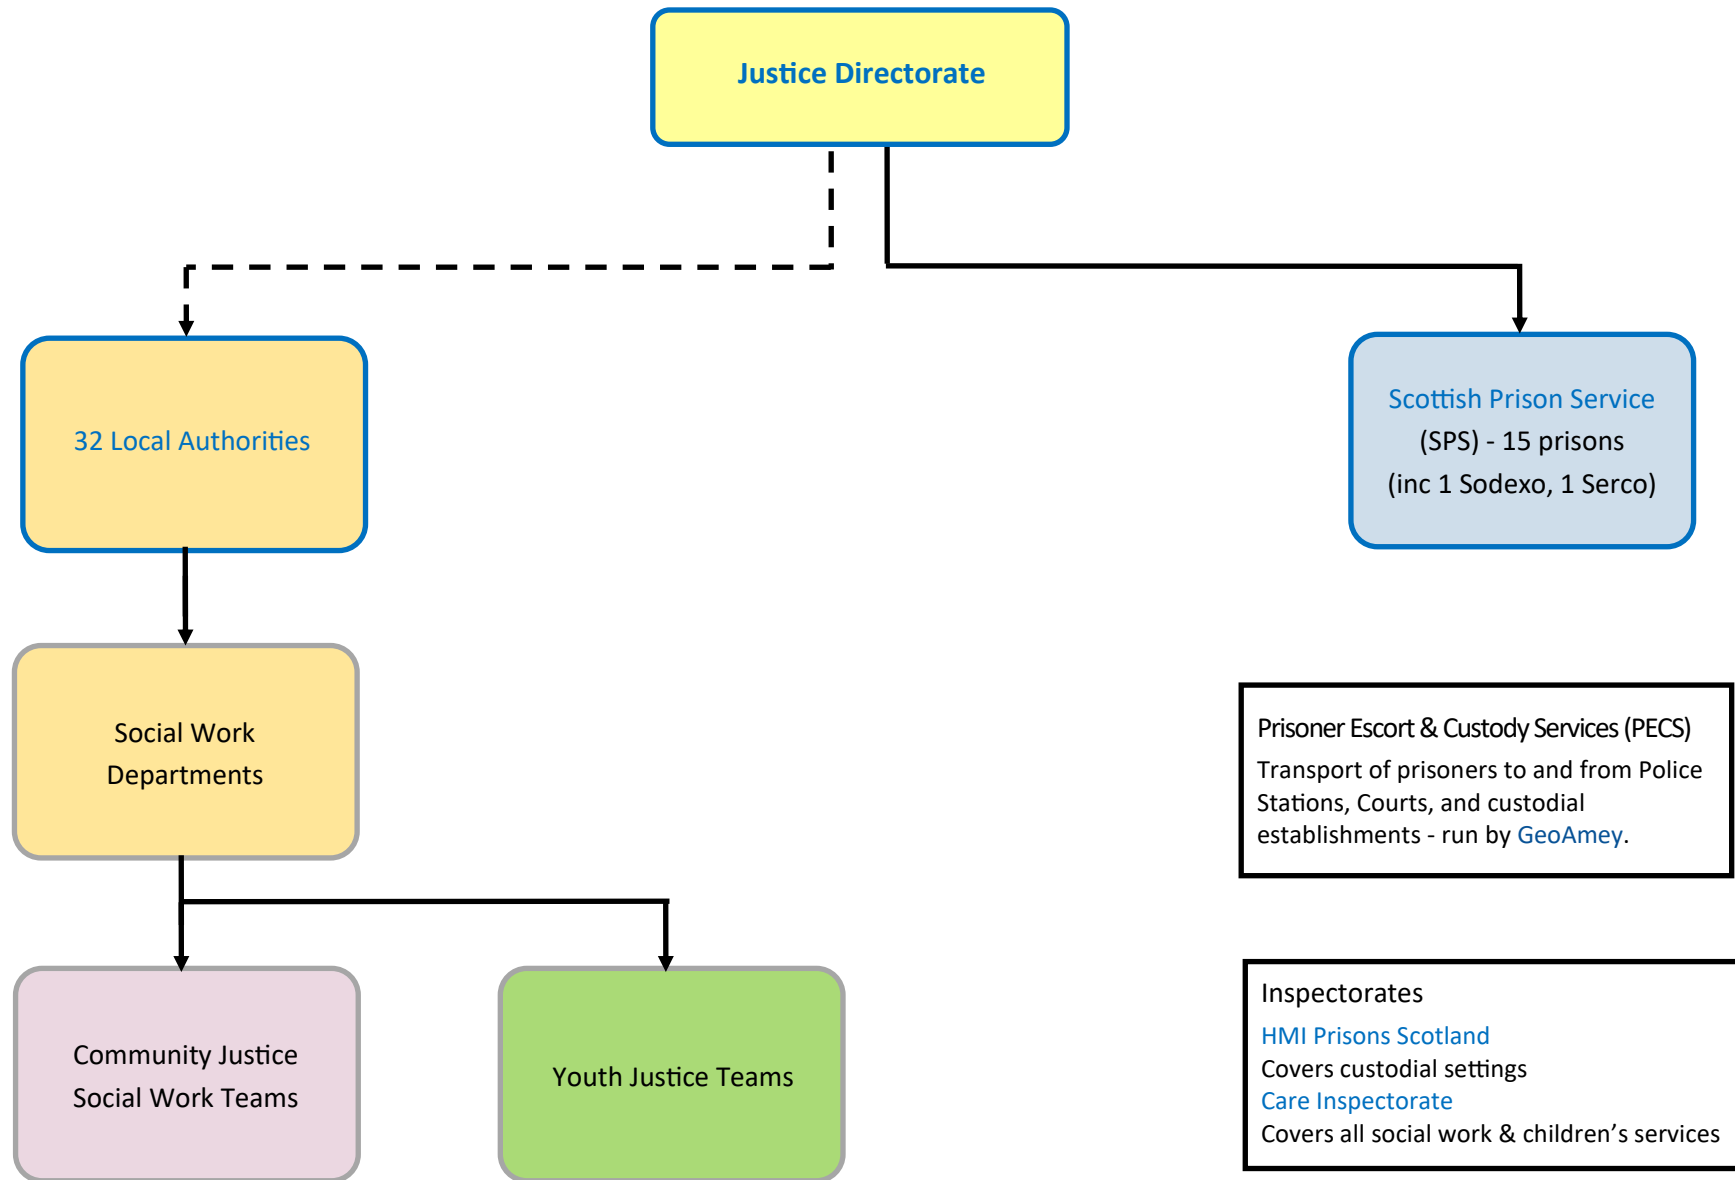 Justice Directorate
32 Local Authorities
Scottish Prison Service
(SPS) - 15 prisons
(inc 1 Sodexo, 1 Serco)
Social Work
Departments
Prisoner Escort & Custody Services (PECS)
Transport of prisoners to and from Police
Stations, Courts, and custodial
establishments - run by GeoAmey.
Community Justice
Social Work Teams
Youth Justice Teams
Inspectorates
HMI Prisons Scotland
Covers custodial settings
Care Inspectorate
Covers all social work & children’s services